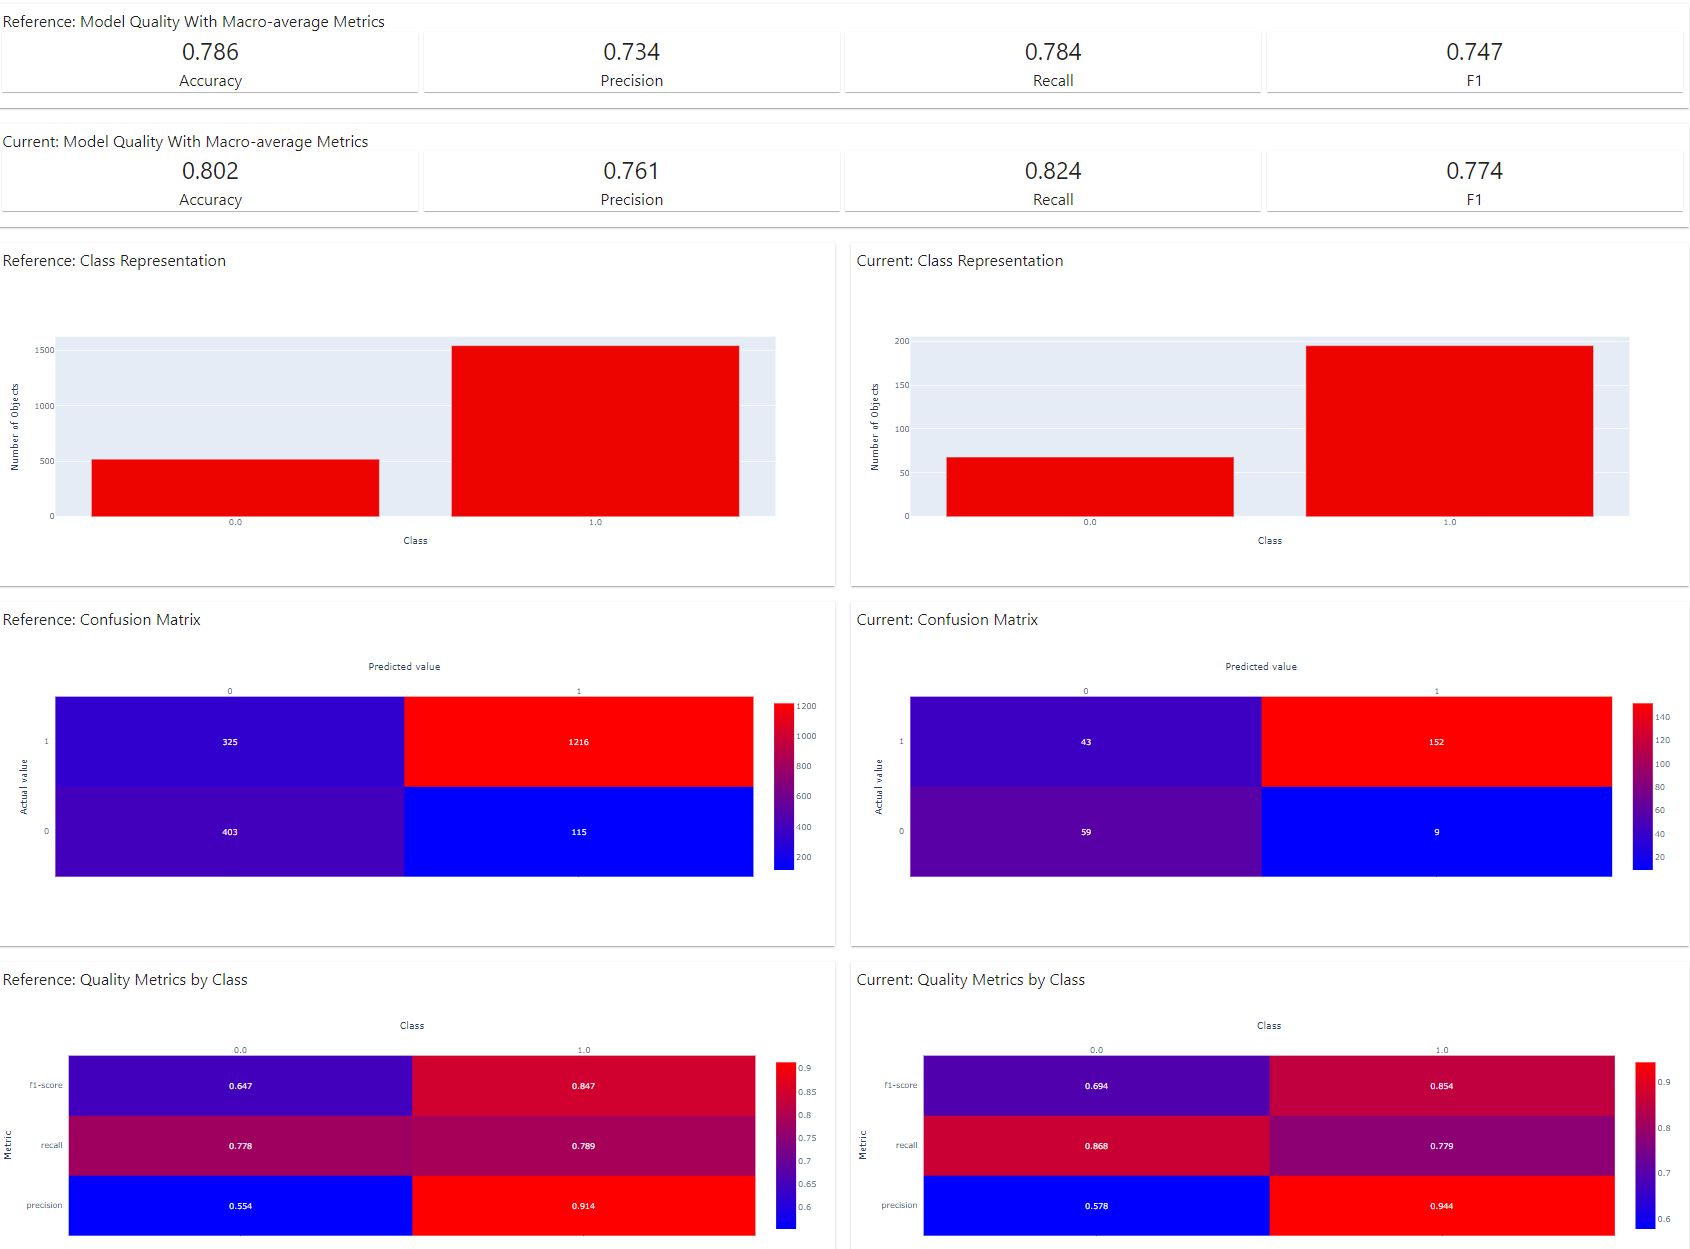 Reference: Model Quality With Macro-average Metrics
0.786 0.734 0.784 0.747
Accuracy Precision Recall F1
Current: Model Quality With Macro-average Metrics
0.802 0.761 0.824 0.774
Accuracy Precision Recall F1
Reference: Class Representation
Number of Objects
1500
1000
500
0
0.0 1.0
Class
Current: Class Representation
Number of Objects
200
150
100
50
0
0.0 1.0
Class
Reference: Confusion Matrix
Predicted value
0 1
Actual value
1 325 1216
0 403 115
1200
1000
800
600
400
200
Current: Confusion Matrix
Predicted value
0 1
Actual value
1 43 152
0 59 9
140
120
100
80
60
40
20
Reference: Quality Metrics by Class
Class
0.0 1.0
Metric
f1-score 0.647 0.847
recall 0.778 0.789
precision 0.554 0.914
0.9
0.85
0.8
0.75
0.7
0.65
0.6
Current: Quality Metrics by Class
Class
0.0 1.0
Metric
f1-score 0.694 0.854
recall 0.868 0.779
precision 0.578 0.944
0.9
0.8
0.7
0.6